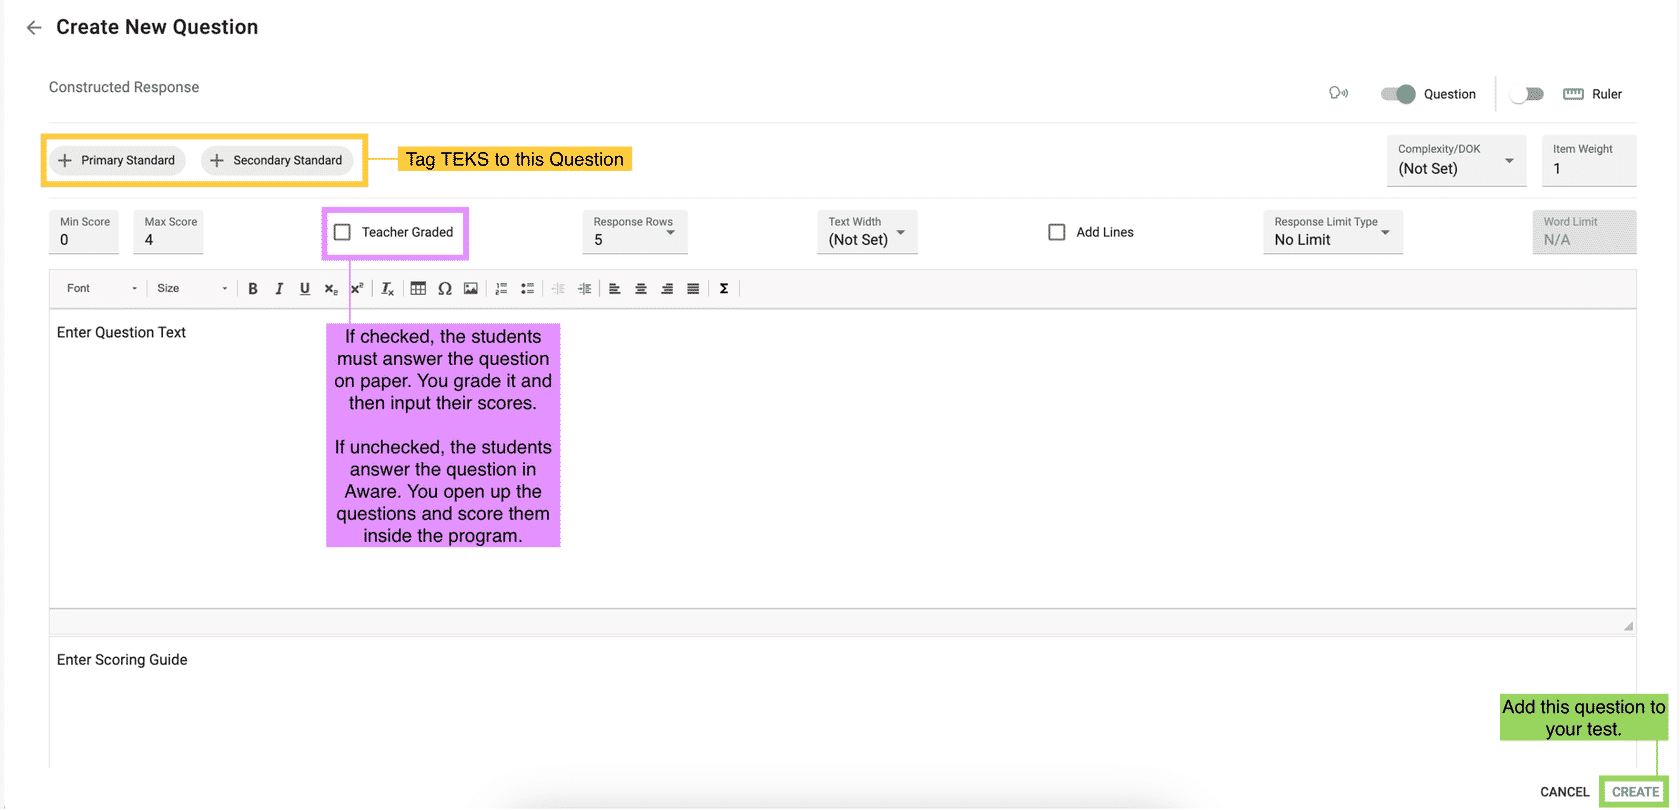 Create New Question
Constructed Response
Question
Ruler
Primary Standard
Secondary Standard
Tag TEKS to this Question
Complexity/DOK
(Not Set)
Item Weight
1
Min Score
0
Max Score
4
Teacher Graded
Response Rows
5
Text Width
(Not Set)
Add Lines
Response Limit Type
No Limit
Word Limit
N/A
Font
Size
B I U x₂ x² Tx Ω Σ
Enter Question Text
If checked, the students
must answer the question
on paper. You grade it and
then input their scores.
If unchecked, the students
answer the question in
Aware. You open up the
questions and score them
inside the program.
Enter Scoring Guide
Add this question to
your test.
CANCEL
CREATE